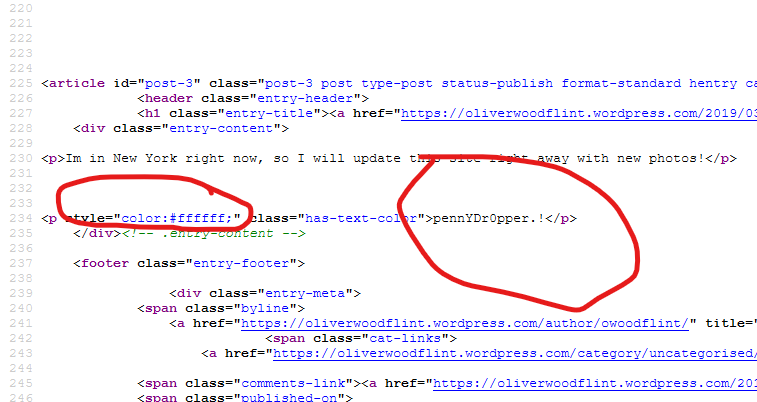 220
221
222
223
224
225 <article id="post-3" class="post-3 post type-post status-publish format-standard hentry ca
226 <header class="entry-header">
227 <h1 class="entry-title"><a href="https://oliverwoodflint.wordpress.com/2019/03
228 <div class="entry-content">
229
230 <p>Im in New York right now, so I will update this site right away with new photos!</p>
231
232
233
234 <p style="color:#ffffff;" class="has-text-color">pennYDr0pper.!</p>
235 </div><!-- .entry-content -->
236
237 <footer class="entry-footer">
238
239 <div class="entry-meta">
240 <span class="byline">
241 <a href="https://oliverwoodflint.wordpress.com/author/owoodflint/" title="
242 <span class="cat-links">
243 <a href="https://oliverwoodflint.wordpress.com/category/uncategorised/
244
245 <span class="comments-link"><a href="https://oliverwoodflint.wordpress.com/201
246 <span class="published-on">